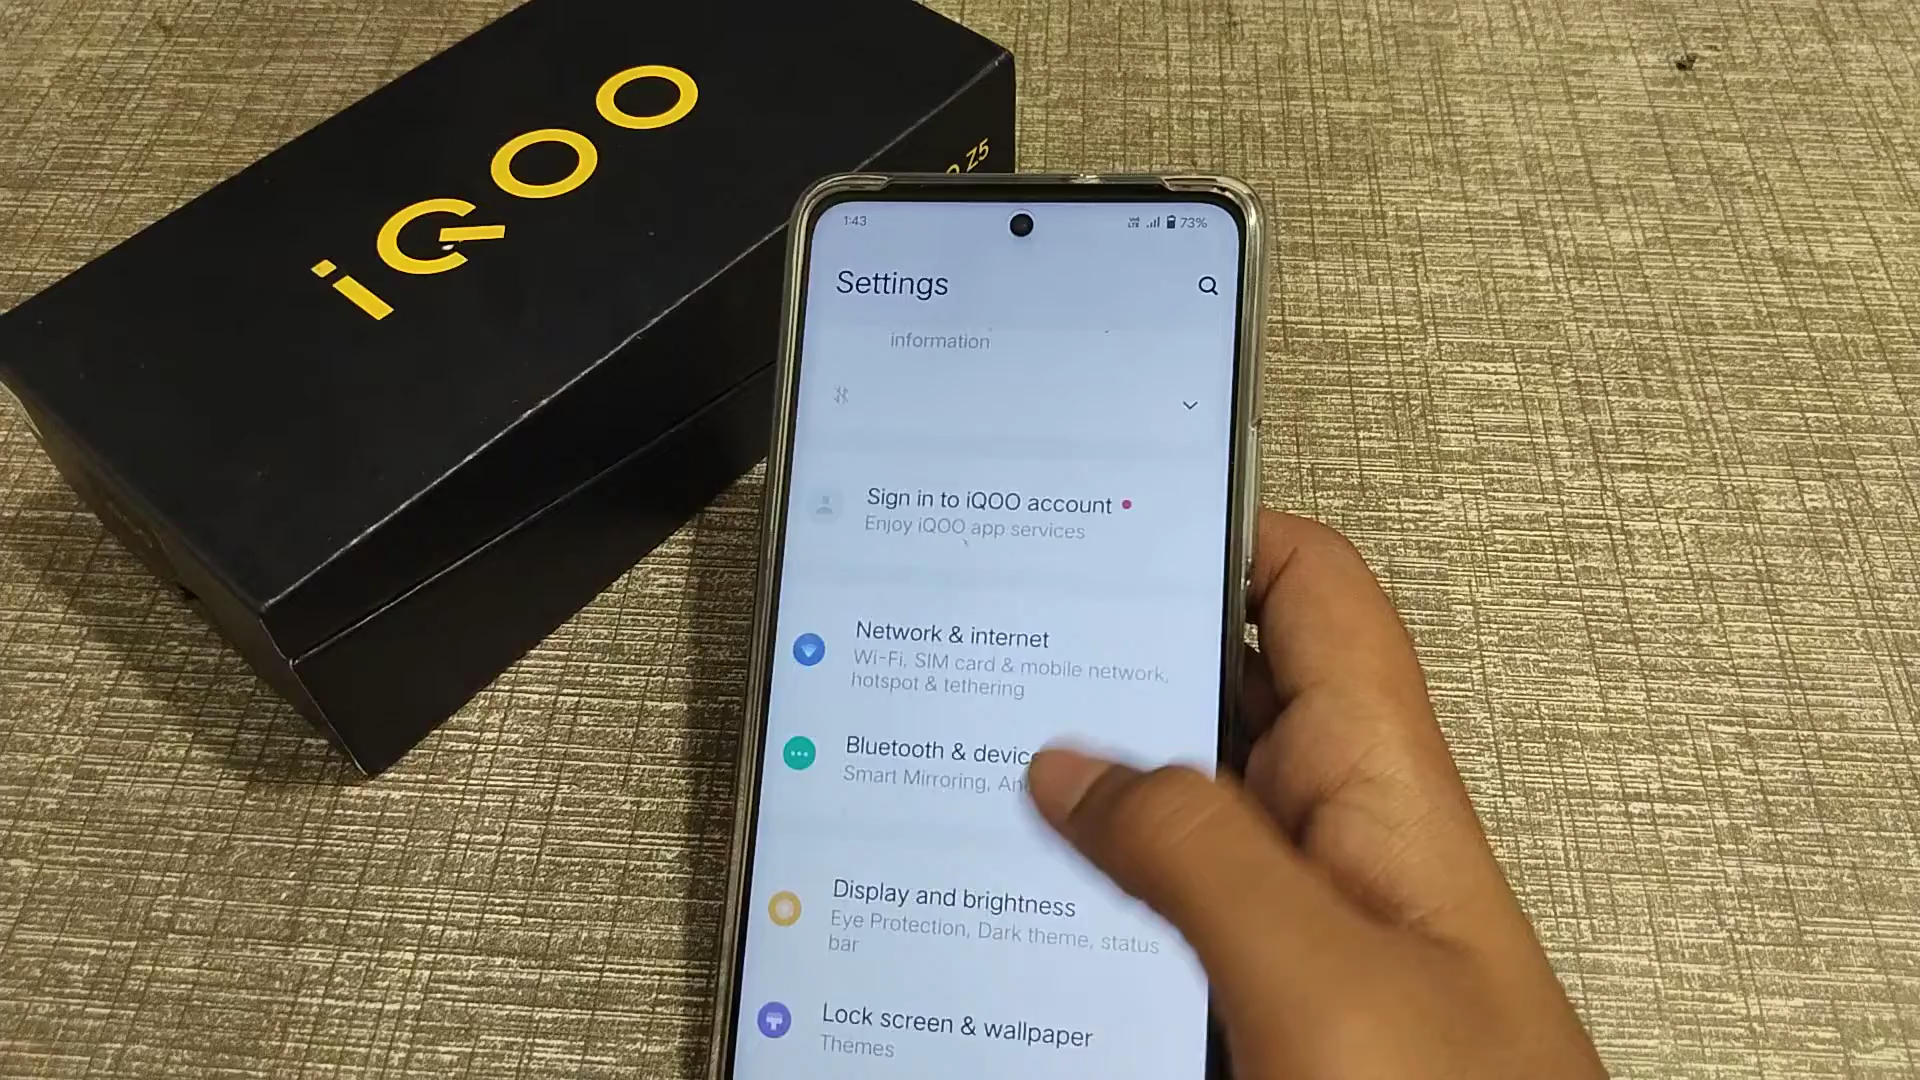 iQOO
Z5
1:43
73%
Settings
information
Sign in to iQOO account
Enjoy iQOO app services
Network & internet
Wi-Fi, SIM card & mobile network,
hotspot & tethering
Bluetooth & devic
Smart Mirroring, An
Display and brightness
Eye Protection, Dark theme, status
bar
Lock screen & wallpaper
Themes